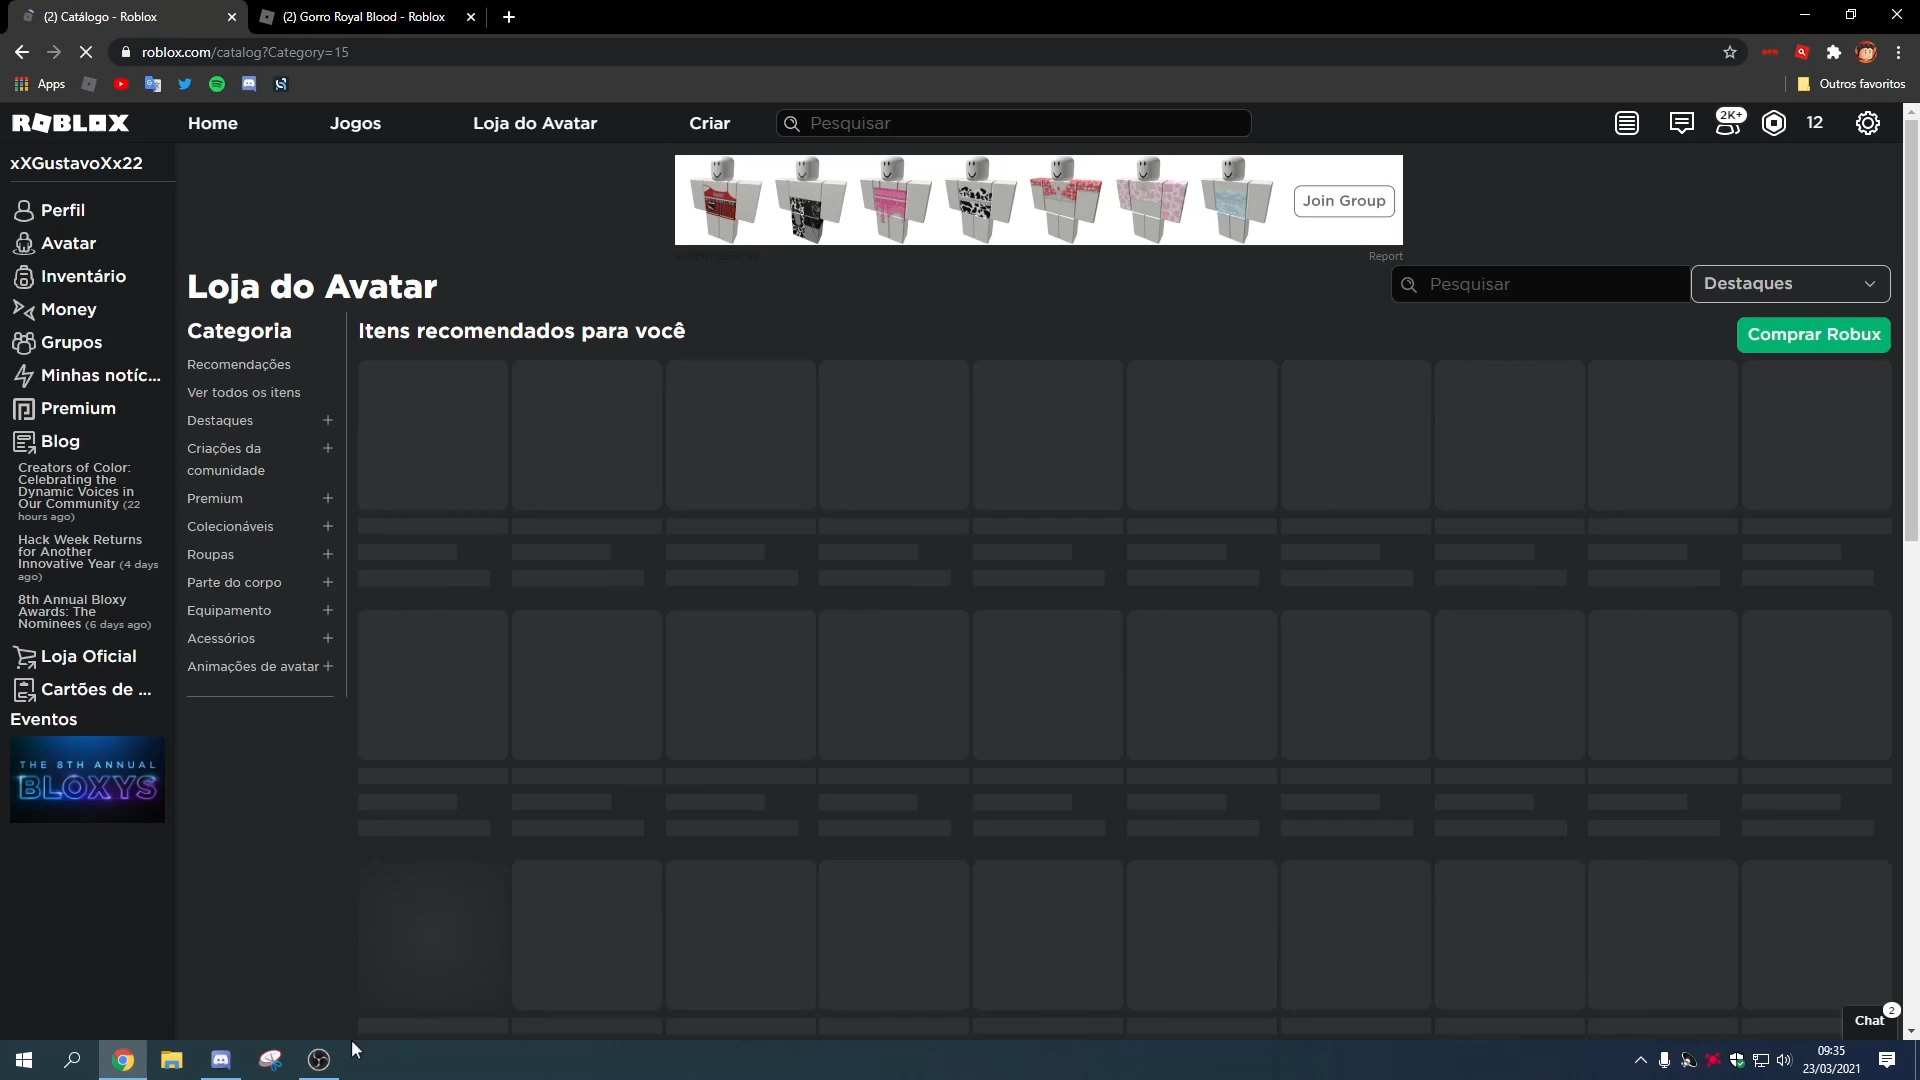 (2) Catálogo - Roblox
(2) Gorro Royal Blood - Roblox
roblox.com/catalog?Category=15
Apps
Outros favoritos
ROBLOX
Home
Jogos
Loja do Avatar
Criar
Pesquisar
2K+
12
xXGustavoXx22
Perfil
Avatar
Inventário
Money
Grupos
Minhas notíc...
Premium
Blog
Creators of Color:
Celebrating the
Dynamic Voices in
Our Community (22
hours ago)
Hack Week Returns
for Another
Innovative Year (4 days
ago)
8th Annual Bloxy
Awards: The
Nominees (6 days ago)
Loja Oficial
Cartões de ...
Eventos
THE 8TH ANNUAL
BLOXYS
Join Group
Report
Loja do Avatar
Pesquisar
Destaques
Categoria
Recomendações
Ver todos os itens
Destaques
Criações da
comunidade
Premium
Colecionáveis
Roupas
Parte do corpo
Equipamento
Acessórios
Animações de avatar
Itens recomendados para você
Comprar Robux
Chat
2
09:35
23/03/2021